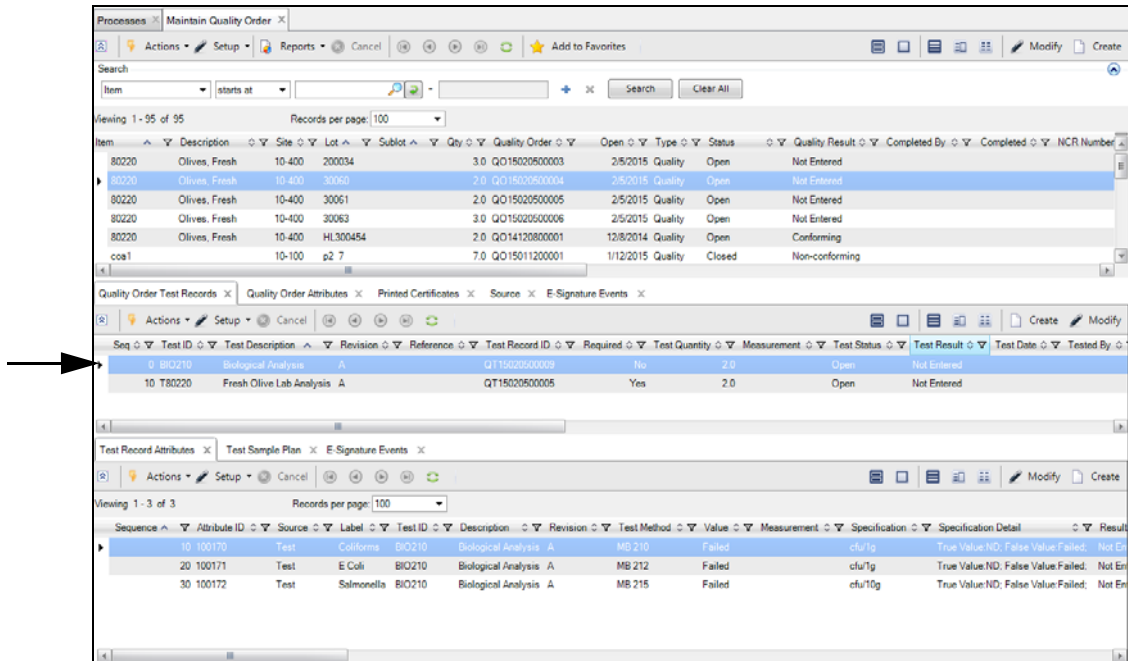 Processes Maintain Quality Order
Actions Setup Reports Cancel Add to Favorites Modify Create
Search
Item starts at - Search Clear All
Viewing 1 - 95 of 95 Records per page: 100
Item Description Site Lot Sublot Qty Quality Order Open Type Status Quality Result Completed By Completed NCR Number
80220 Olives, Fresh 10-400 200034 3.0 QO15020500003 2/5/2015 Quality Open Not Entered
80220 Olives, Fresh 10-400 30060 2.0 QO15020500004 2/5/2015 Quality Open Not Entered
80220 Olives, Fresh 10-400 30061 2.0 QO15020500005 2/5/2015 Quality Open Not Entered
80220 Olives, Fresh 10-400 30063 3.0 QO15020500006 2/5/2015 Quality Open Not Entered
80220 Olives, Fresh 10-400 HL300454 2.0 QO14120800001 12/8/2014 Quality Open Conforming
coa1 10-100 p2 7 7.0 QO15011200001 1/12/2015 Quality Closed Non-conforming
Quality Order Test Records Quality Order Attributes Printed Certificates Source E-Signature Events
Actions Setup Cancel Create Modify
Seq Test ID Test Description Revision Reference Test Record ID Required Test Quantity Measurement Test Status Test Result Test Date Tested By
0 BIO210 Biological Analysis A QT15020500009 No 2.0 Open Not Entered
10 T80220 Fresh Olive Lab Analysis A QT15020500005 Yes 2.0 Open Not Entered
Test Record Attributes Test Sample Plan E-Signature Events
Actions Setup Cancel Modify Create
Viewing 1 - 3 of 3 Records per page: 100
Sequence Attribute ID Source Label Test ID Description Revision Test Method Value Measurement Specification Specification Detail Result
10 100170 Test Coliforms BIO210 Biological Analysis A MB 210 Failed cfu/1g True Value:ND; False Value:Failed; Not En
20 100171 Test E Coli BIO210 Biological Analysis A MB 212 Failed cfu/1g True Value:ND; False Value:Failed; Not En
30 100172 Test Salmonella BIO210 Biological Analysis A MB 215 Failed cfu/10g True Value:ND; False Value:Failed; Not En